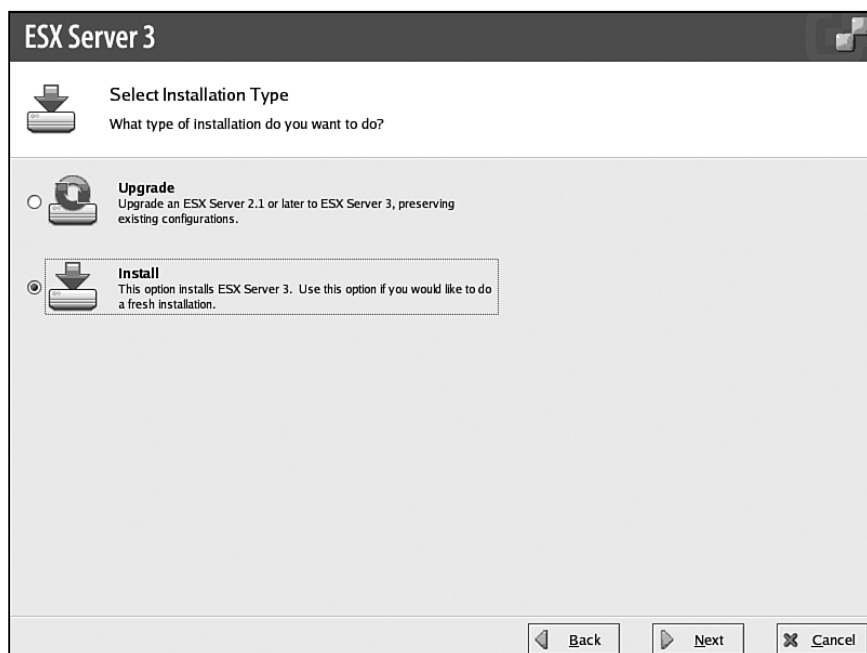 ESX Server 3
Select Installation Type
What type of installation do you want to do?
Upgrade
Upgrade an ESX Server 2.1 or later to ESX Server 3, preserving
existing configurations.
Install
This option installs ESX Server 3. Use this option if you would like to do
a fresh installation.
Back
Next
Cancel